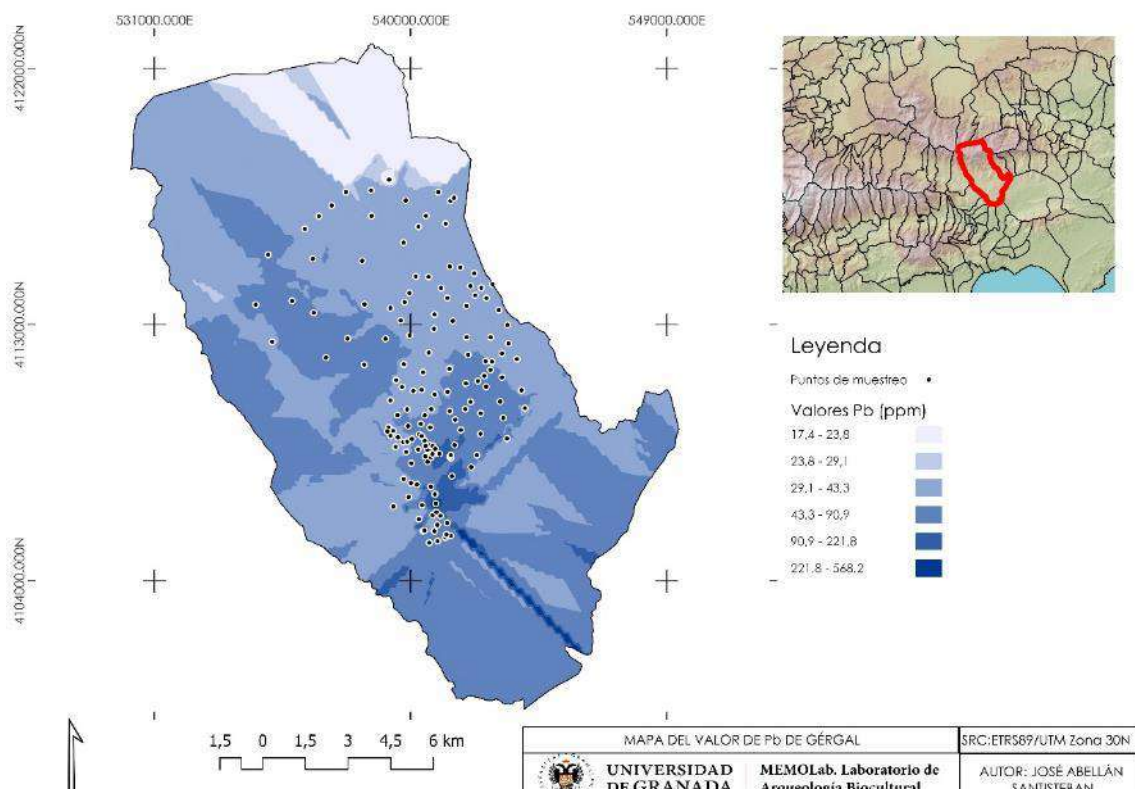 531000.000E 540000.000E 549000.000E
4122000.000N
4113000.000N
4104000.000N
Leyenda
Puntos de muestreo
Valores Pb (ppm)
17,4 - 23,8
23,8 - 29,1
29,1 - 43,3
43,3 - 90,9
90,9 - 221,8
221,8 - 568,2
1,5 0 1,5 3 4,5 6 km
MAPA DEL VALOR DE Pb DE GÉRGAL
SRC:ETRS89/UTM Zona 30N
UNIVERSIDAD
DE GRANADA
MEMOLab. Laboratorio de
Arqueología Biocultural
AUTOR: JOSÉ ABELLÁN
SANTISTEBAN